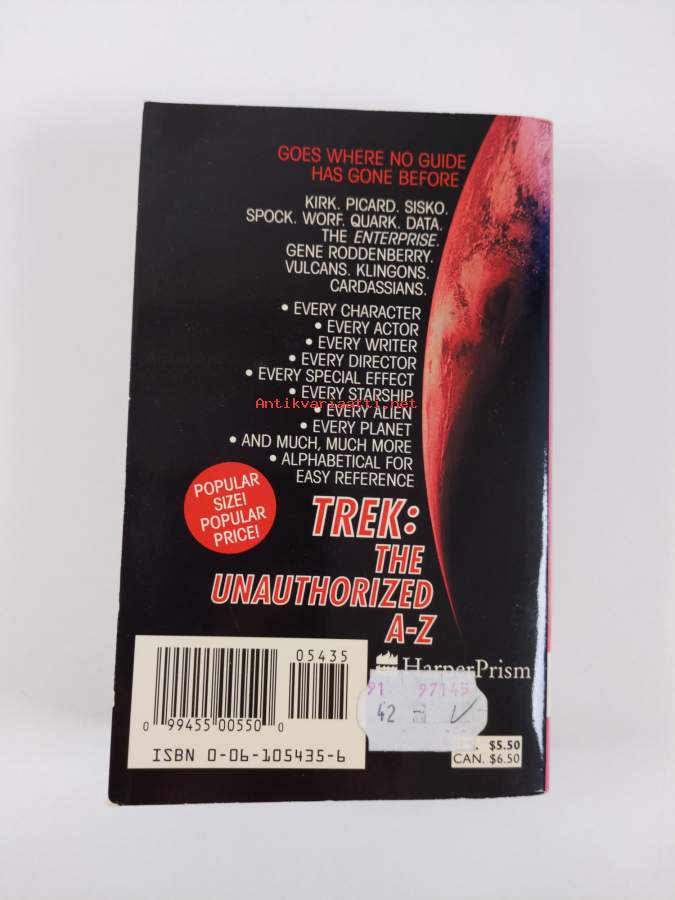 GOES WHERE NO GUIDE
HAS GONE BEFORE
KIRK. PICARD. SISKO.
SPOCK. WORF. QUARK. DATA.
THE ENTERPRISE.
GENE RODDENBERRY.
VULCANS. KLINGONS.
CARDASSIANS.
• EVERY CHARACTER
• EVERY ACTOR
• EVERY WRITER
• EVERY DIRECTOR
• EVERY SPECIAL EFFECT
• EVERY STARSHIP
Antikvariaatti.net
• EVERY ALIEN
• EVERY PLANET
• AND MUCH, MUCH MORE
• ALPHABETICAL FOR
EASY REFERENCE
POPULAR
SIZE!
POPULAR
PRICE!
TREK:
THE
UNAUTHORIZED
A-Z
05435
HarperPrism
91 97145
42
0 99455 00550 0
ISBN 0-06-105435-6
$5.50
CAN. $6.50